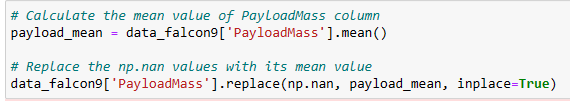 # Calculate the mean value of PayloadMass column
payload_mean = data_falcon9['PayloadMass'].mean()
# Replace the np.nan values with its mean value
data_falcon9['PayloadMass'].replace(np.nan, payload_mean, inplace=True)